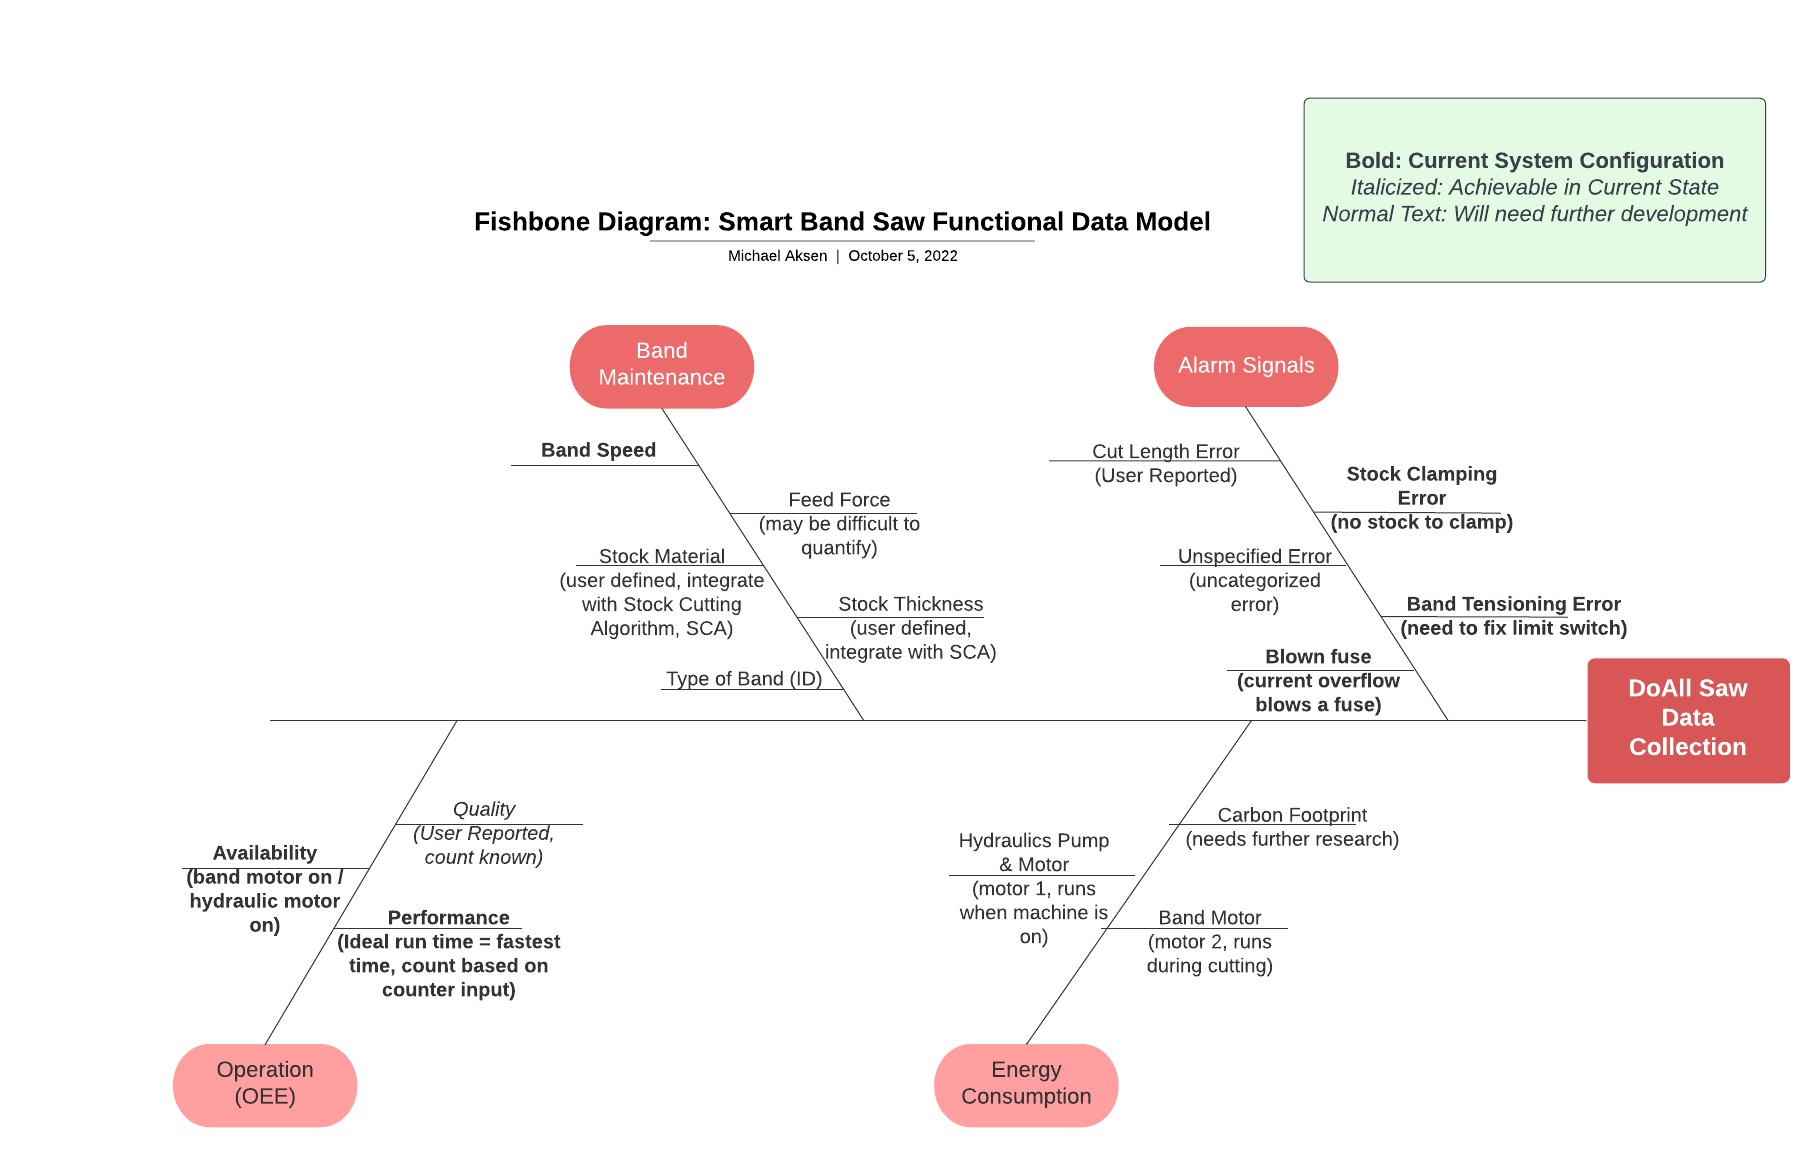 Bold: Current System Configuration
Italicized: Achievable in Current State
Normal Text: Will need further development
Fishbone Diagram: Smart Band Saw Functional Data Model
Michael Aksen | October 5, 2022
Band
Maintenance
Alarm Signals
Band Speed
Feed Force
(may be difficult to
quantify)
Stock Material
(user defined, integrate
with Stock Cutting
Algorithm, SCA)
Stock Thickness
(user defined,
integrate with SCA)
Type of Band (ID)
Cut Length Error
(User Reported)
Stock Clamping
Error
(no stock to clamp)
Unspecified Error
(uncategorized
error)
Band Tensioning Error
(need to fix limit switch)
Blown fuse
(current overflow
blows a fuse)
DoAll Saw
Data
Collection
Quality
(User Reported,
count known)
Availability
(band motor on /
hydraulic motor
on)
Performance
(Ideal run time = fastest
time, count based on
counter input)
Operation
(OEE)
Carbon Footprint
(needs further research)
Hydraulics Pump
& Motor
(motor 1, runs
when machine is
on)
Band Motor
(motor 2, runs
during cutting)
Energy
Consumption